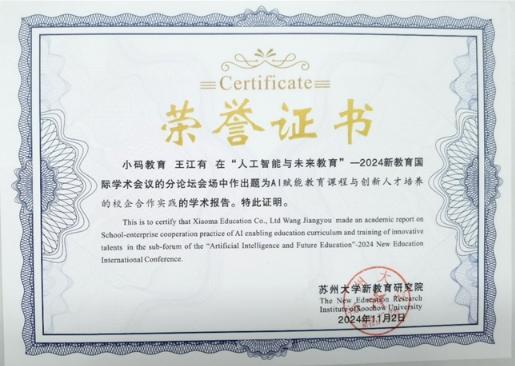 Certificate
荣誉证书
小码教育 王江有 在“人工智能与未来教育”—2024新教育国
际学术会议的分论坛会场中作出题为AI赋能教育课程与创新人才培养
的校企合作实践的学术报告。特此证明。
This is to certify that Xiaoma Education Co., Ltd Wang Jiangyou made an academic report on
School-enterprise cooperation practice of AI enabling education curriculum and training of innovative
talents in the sub-forum of the “Artificial Intelligence and Future Education”-2024 New Education
International Conference.
苏州大学新教育研究院
The New Education Research
Institute of Soochow University
2024年11月2日